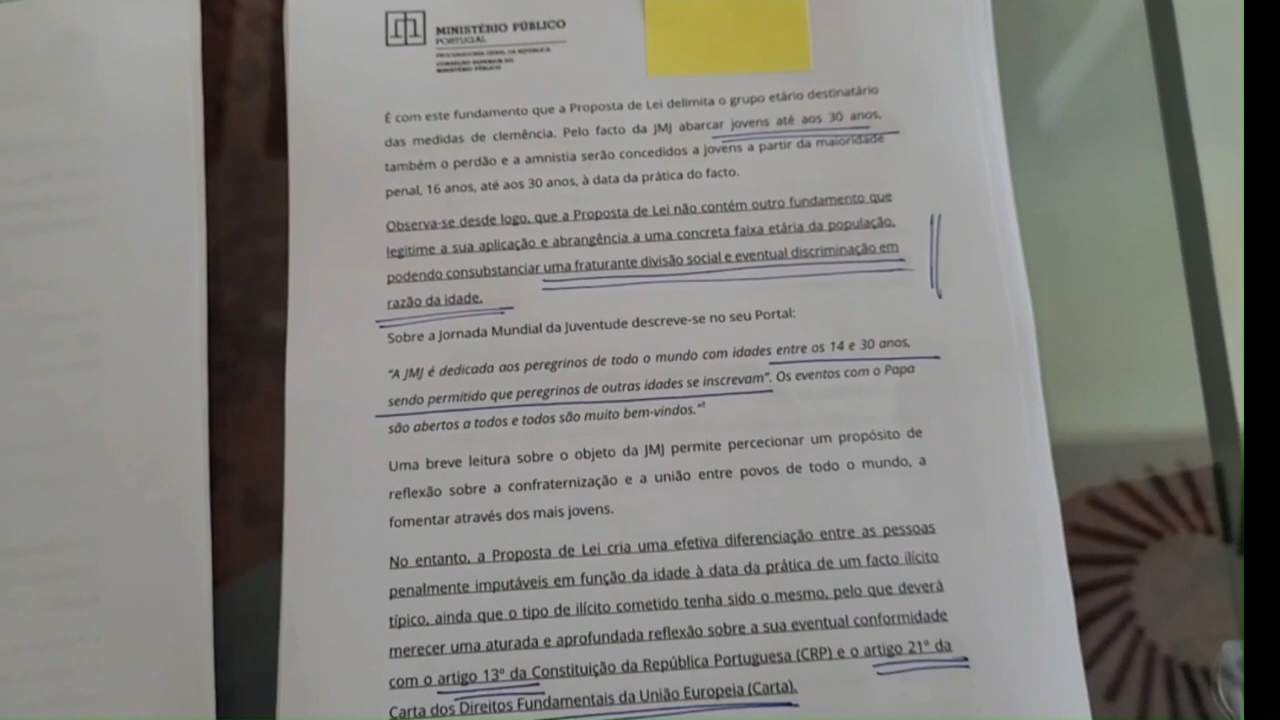 MINISTÉRIO PÚBLICO
PORTUGAL
PROCURADORIA-GERAL DA REPÚBLICA
CONSELHO SUPERIOR DO
MINISTÉRIO PÚBLICO
É com este fundamento que a Proposta de Lei delimita o grupo etário destinatário
das medidas de clemência. Pelo facto da JMJ abarcar jovens até aos 30 anos,
também o perdão e a amnistia serão concedidos a jovens a partir da maioridade
penal, 16 anos, até aos 30 anos, à data da prática do facto.
Observa-se desde logo, que a Proposta de Lei não contém outro fundamento que
legitime a sua aplicação e abrangência a uma concreta faixa etária da população,
podendo consubstanciar uma fraturante divisão social e eventual discriminação em
razão da idade.
Sobre a Jornada Mundial da Juventude descreve-se no seu Portal:
“A JMJ é dedicada aos peregrinos de todo o mundo com idades entre os 14 e 30 anos,
sendo permitido que peregrinos de outras idades se inscrevam”. Os eventos com o Papa
são abertos a todos e todos são muito bem-vindos.”¹
Uma breve leitura sobre o objeto da JMJ permite percecionar um propósito de
reflexão sobre a confraternização e a união entre povos de todo o mundo, a
fomentar através dos mais jovens.
No entanto, a Proposta de Lei cria uma efetiva diferenciação entre as pessoas
penalmente imputáveis em função da idade à data da prática de um facto ilícito
típico, ainda que o tipo de ilícito cometido tenha sido o mesmo, pelo que deverá
merecer uma aturada e aprofundada reflexão sobre a sua eventual conformidade
com o artigo 13º da Constituição da República Portuguesa (CRP) e o artigo 21º da
Carta dos Direitos Fundamentais da União Europeia (Carta).